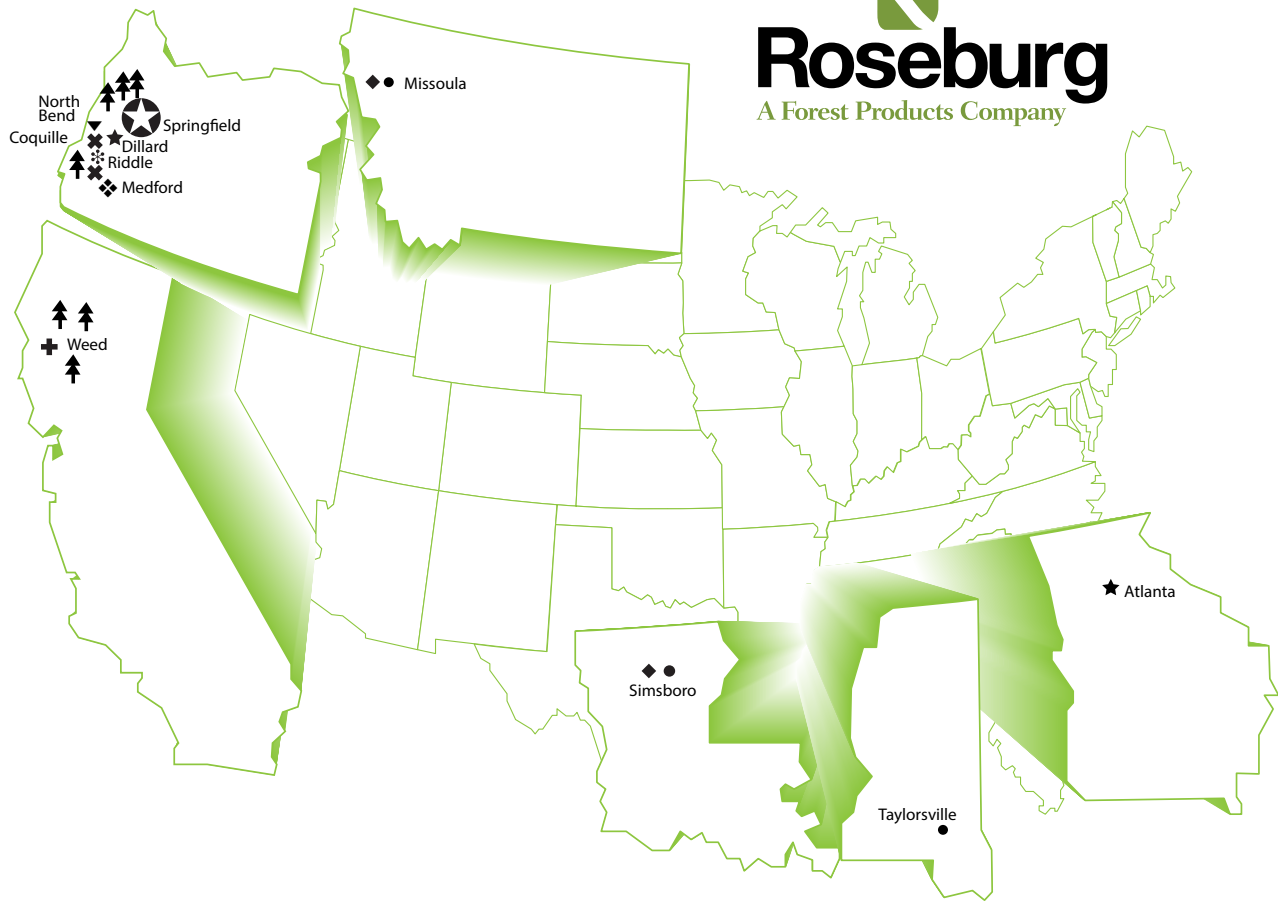 Roseburg
A Forest Products Company
Missoula
North
Bend
Springfield
Coquille
Dillard
Riddle
Medford
Weed
Atlanta
Simsboro
Taylorsville